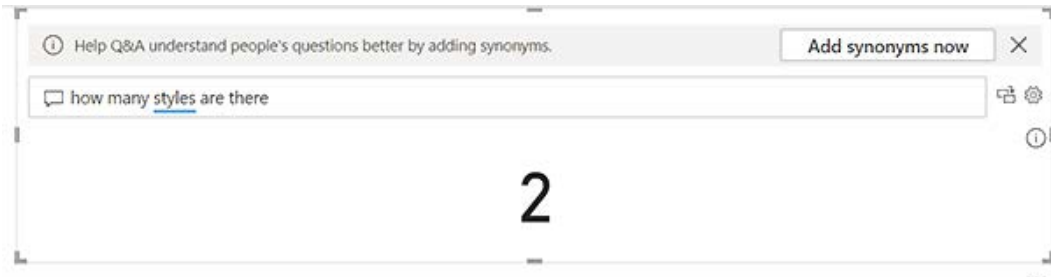 Help Q&A understand people's questions better by adding synonyms. Add synonyms now
how many styles are there
2